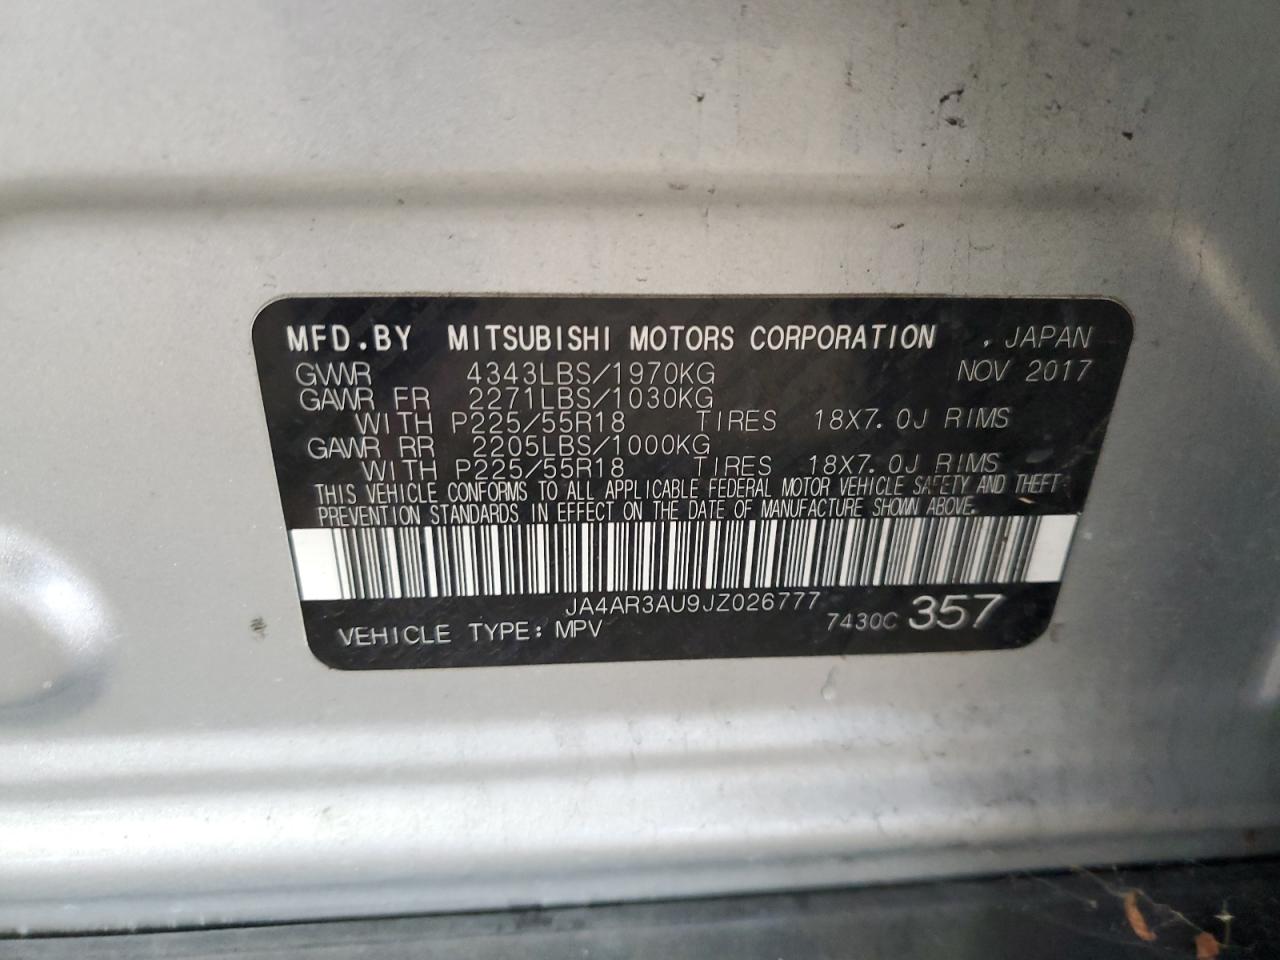 MFD.BY MITSUBISHI MOTORS CORPORATION , JAPAN
GVWR 4343LBS/1970KG NOV 2017
GAWR FR 2271LBS/1030KG
WITH P225/55R18 TIRES 18X7.0J RIMS
GAWR RR 2205LBS/1000KG
WITH P225/55R18 TIRES 18X7.0J RIMS
THIS VEHICLE CONFORMS TO ALL APPLICABLE FEDERAL MOTOR VEHICLE SAFETY AND THEFT
PREVENTION STANDARDS IN EFFECT ON THE DATE OF MANUFACTURE SHOWN ABOVE.
JA4AR3AU9JZ026777
VEHICLE TYPE: MPV 7430C 357